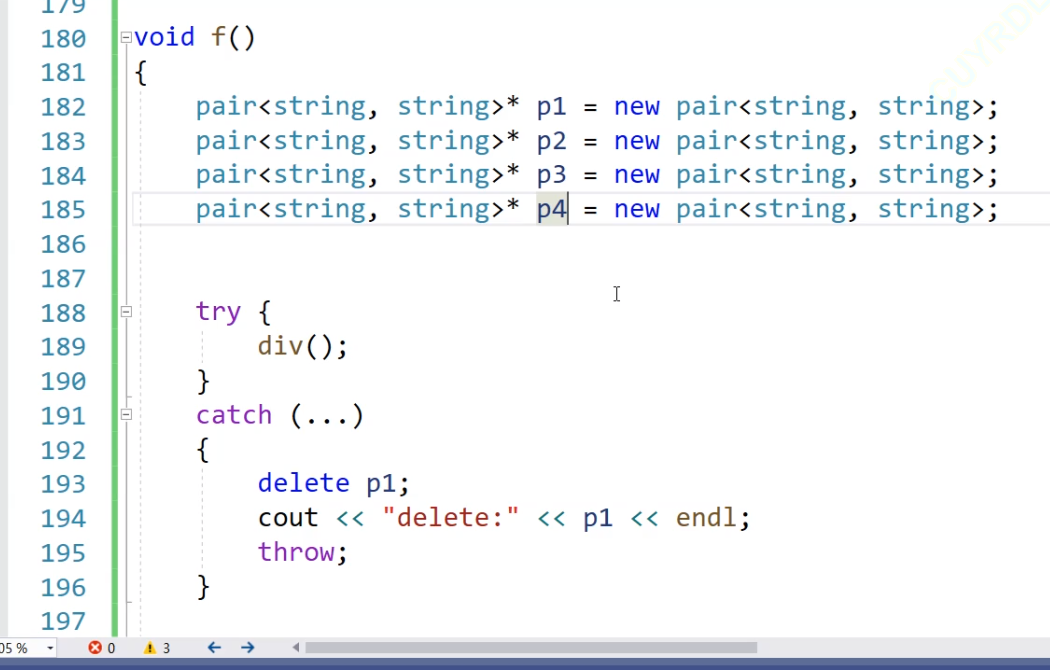 179
180 void f()
181 {
182 pair<string, string>* p1 = new pair<string, string>;
183 pair<string, string>* p2 = new pair<string, string>;
184 pair<string, string>* p3 = new pair<string, string>;
185 pair<string, string>* p4 = new pair<string, string>;
186
187
188 try {
189 div();
190 }
191 catch (...)
192 {
193 delete p1;
194 cout << "delete:" << p1 << endl;
195 throw;
196 }
197
05 % 0 3